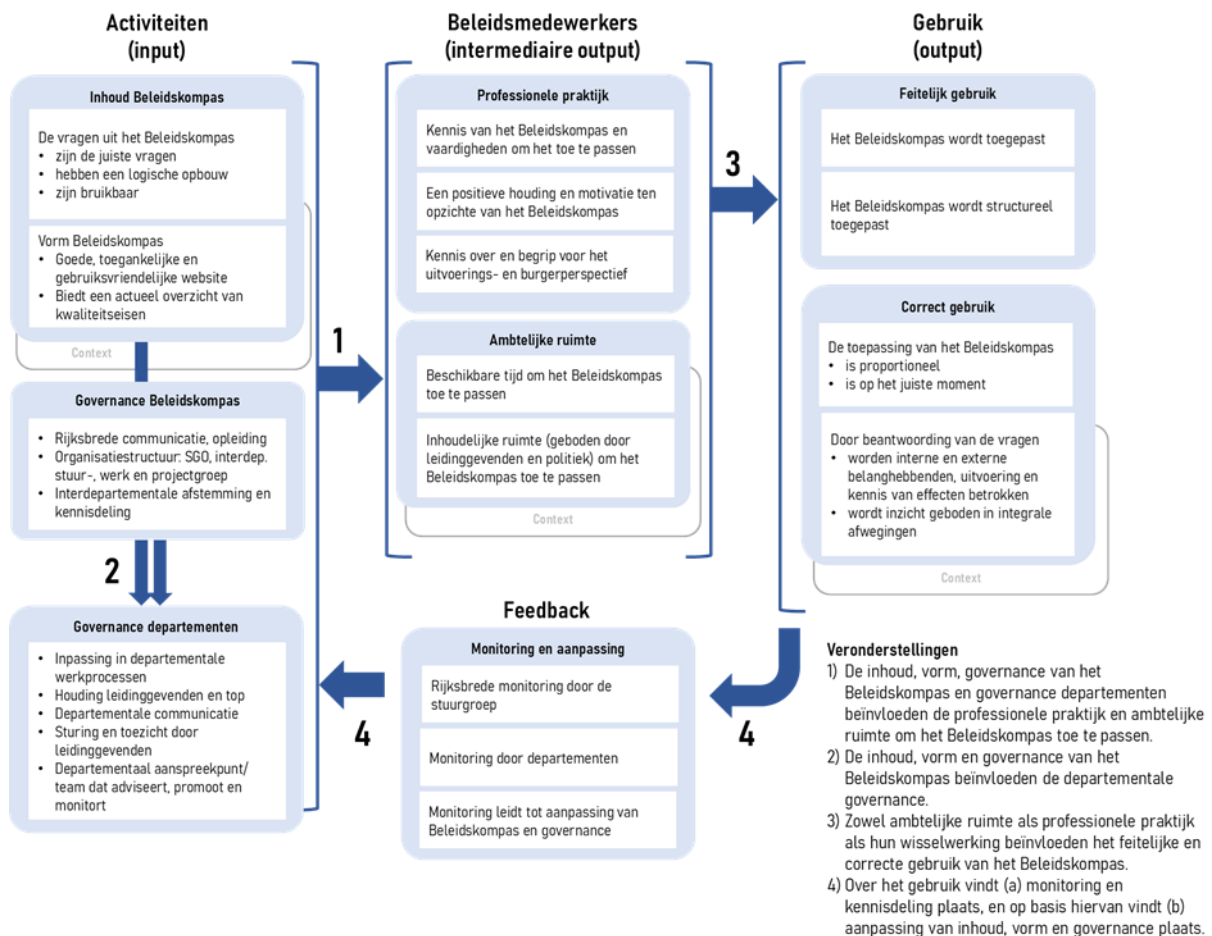 Activiteiten
(input)
Inhoud Beleidskompas
De vragen uit het Beleidskompas
• zijn de juiste vragen
• hebben een logische opbouw
• zijn bruikbaar
Vorm Beleidskompas
• Goede, toegankelijke en
gebruiksvriendelijke website
• Biedt een actueel overzicht van
kwaliteitseisen
Context
Governance Beleidskompas
• Rijksbrede communicatie, opleiding
• Organisatiestructuur: SGO, interdep.
stuur-, werk en projectgroep
• Interdepartementale afstemming en
kennisdeling
2
Governance departementen
• Inpassing in departementale
werkprocessen
• Houding leidinggevenden en top
• Departementale communicatie
• Sturing en toezicht door
leidinggevenden
• Departementaal aanspreekpunt/
team dat adviseert, promoot en
monitort
1
Beleidsmedewerkers
(intermediaire output)
Professionele praktijk
Kennis van het Beleidskompas en
vaardigheden om het toe te passen
Een positieve houding en motivatie ten
opzichte van het Beleidskompas
Kennis over en begrip voor het
uitvoerings- en burgerperspectief
Ambtelijke ruimte
Beschikbare tijd om het Beleidskompas
toe te passen
Inhoudelijke ruimte (geboden door
leidinggevenden en politiek) om het
Beleidskompas toe te passen
Context
3
Gebruik
(output)
Feitelijk gebruik
Het Beleidskompas wordt toegepast
Het Beleidskompas wordt structureel
toegepast
Correct gebruik
De toepassing van het Beleidskompas
• is proportioneel
• is op het juiste moment
Door beantwoording van de vragen
• worden interne en externe
belanghebbenden, uitvoering en
kennis van effecten betrokken
• wordt inzicht geboden in integrale
afwegingen
Context
4
Feedback
Monitoring en aanpassing
Rijksbrede monitoring door de
stuurgroep
Monitoring door departementen
Monitoring leidt tot aanpassing van
Beleidskompas en governance
4
Veronderstellingen
1) De inhoud, vorm, governance van het
Beleidskompas en governance departementen
beïnvloeden de professionele praktijk en ambtelijke
ruimte om het Beleidskompas toe te passen.
2) De inhoud, vorm en governance van het
Beleidskompas beïnvloeden de departementale
governance.
3) Zowel ambtelijke ruimte als professionele praktijk
als hun wisselwerking beïnvloeden het feitelijke en
correcte gebruik van het Beleidskompas.
4) Over het gebruik vindt (a) monitoring en
kennisdeling plaats, en op basis hiervan vindt (b)
aanpassing van inhoud, vorm en governance plaats.